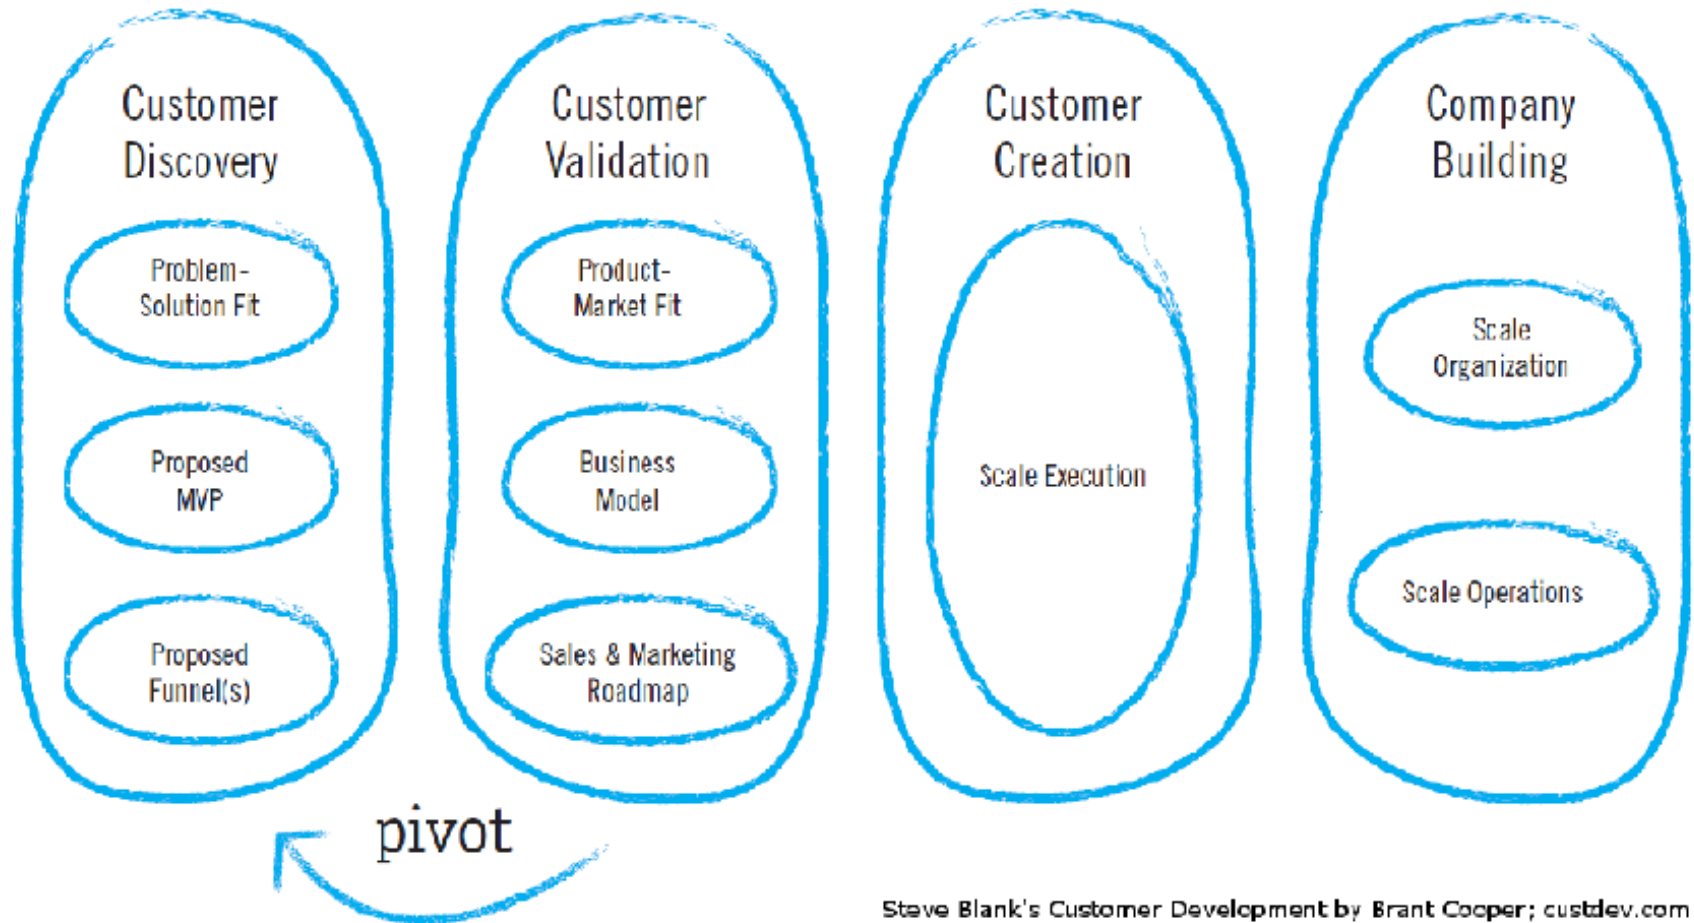 Customer
Discovery
Problem-
Solution Fit
Proposed
MVP
Proposed
Funnel(s)
Customer
Validation
Product-
Market Fit
Business
Model
Sales & Marketing
Roadmap
Customer
Creation
Scale Execution
Company
Building
Scale
Organization
Scale Operations
pivot
Steve Blank's Customer Development by Brant Cooper; custdev.com